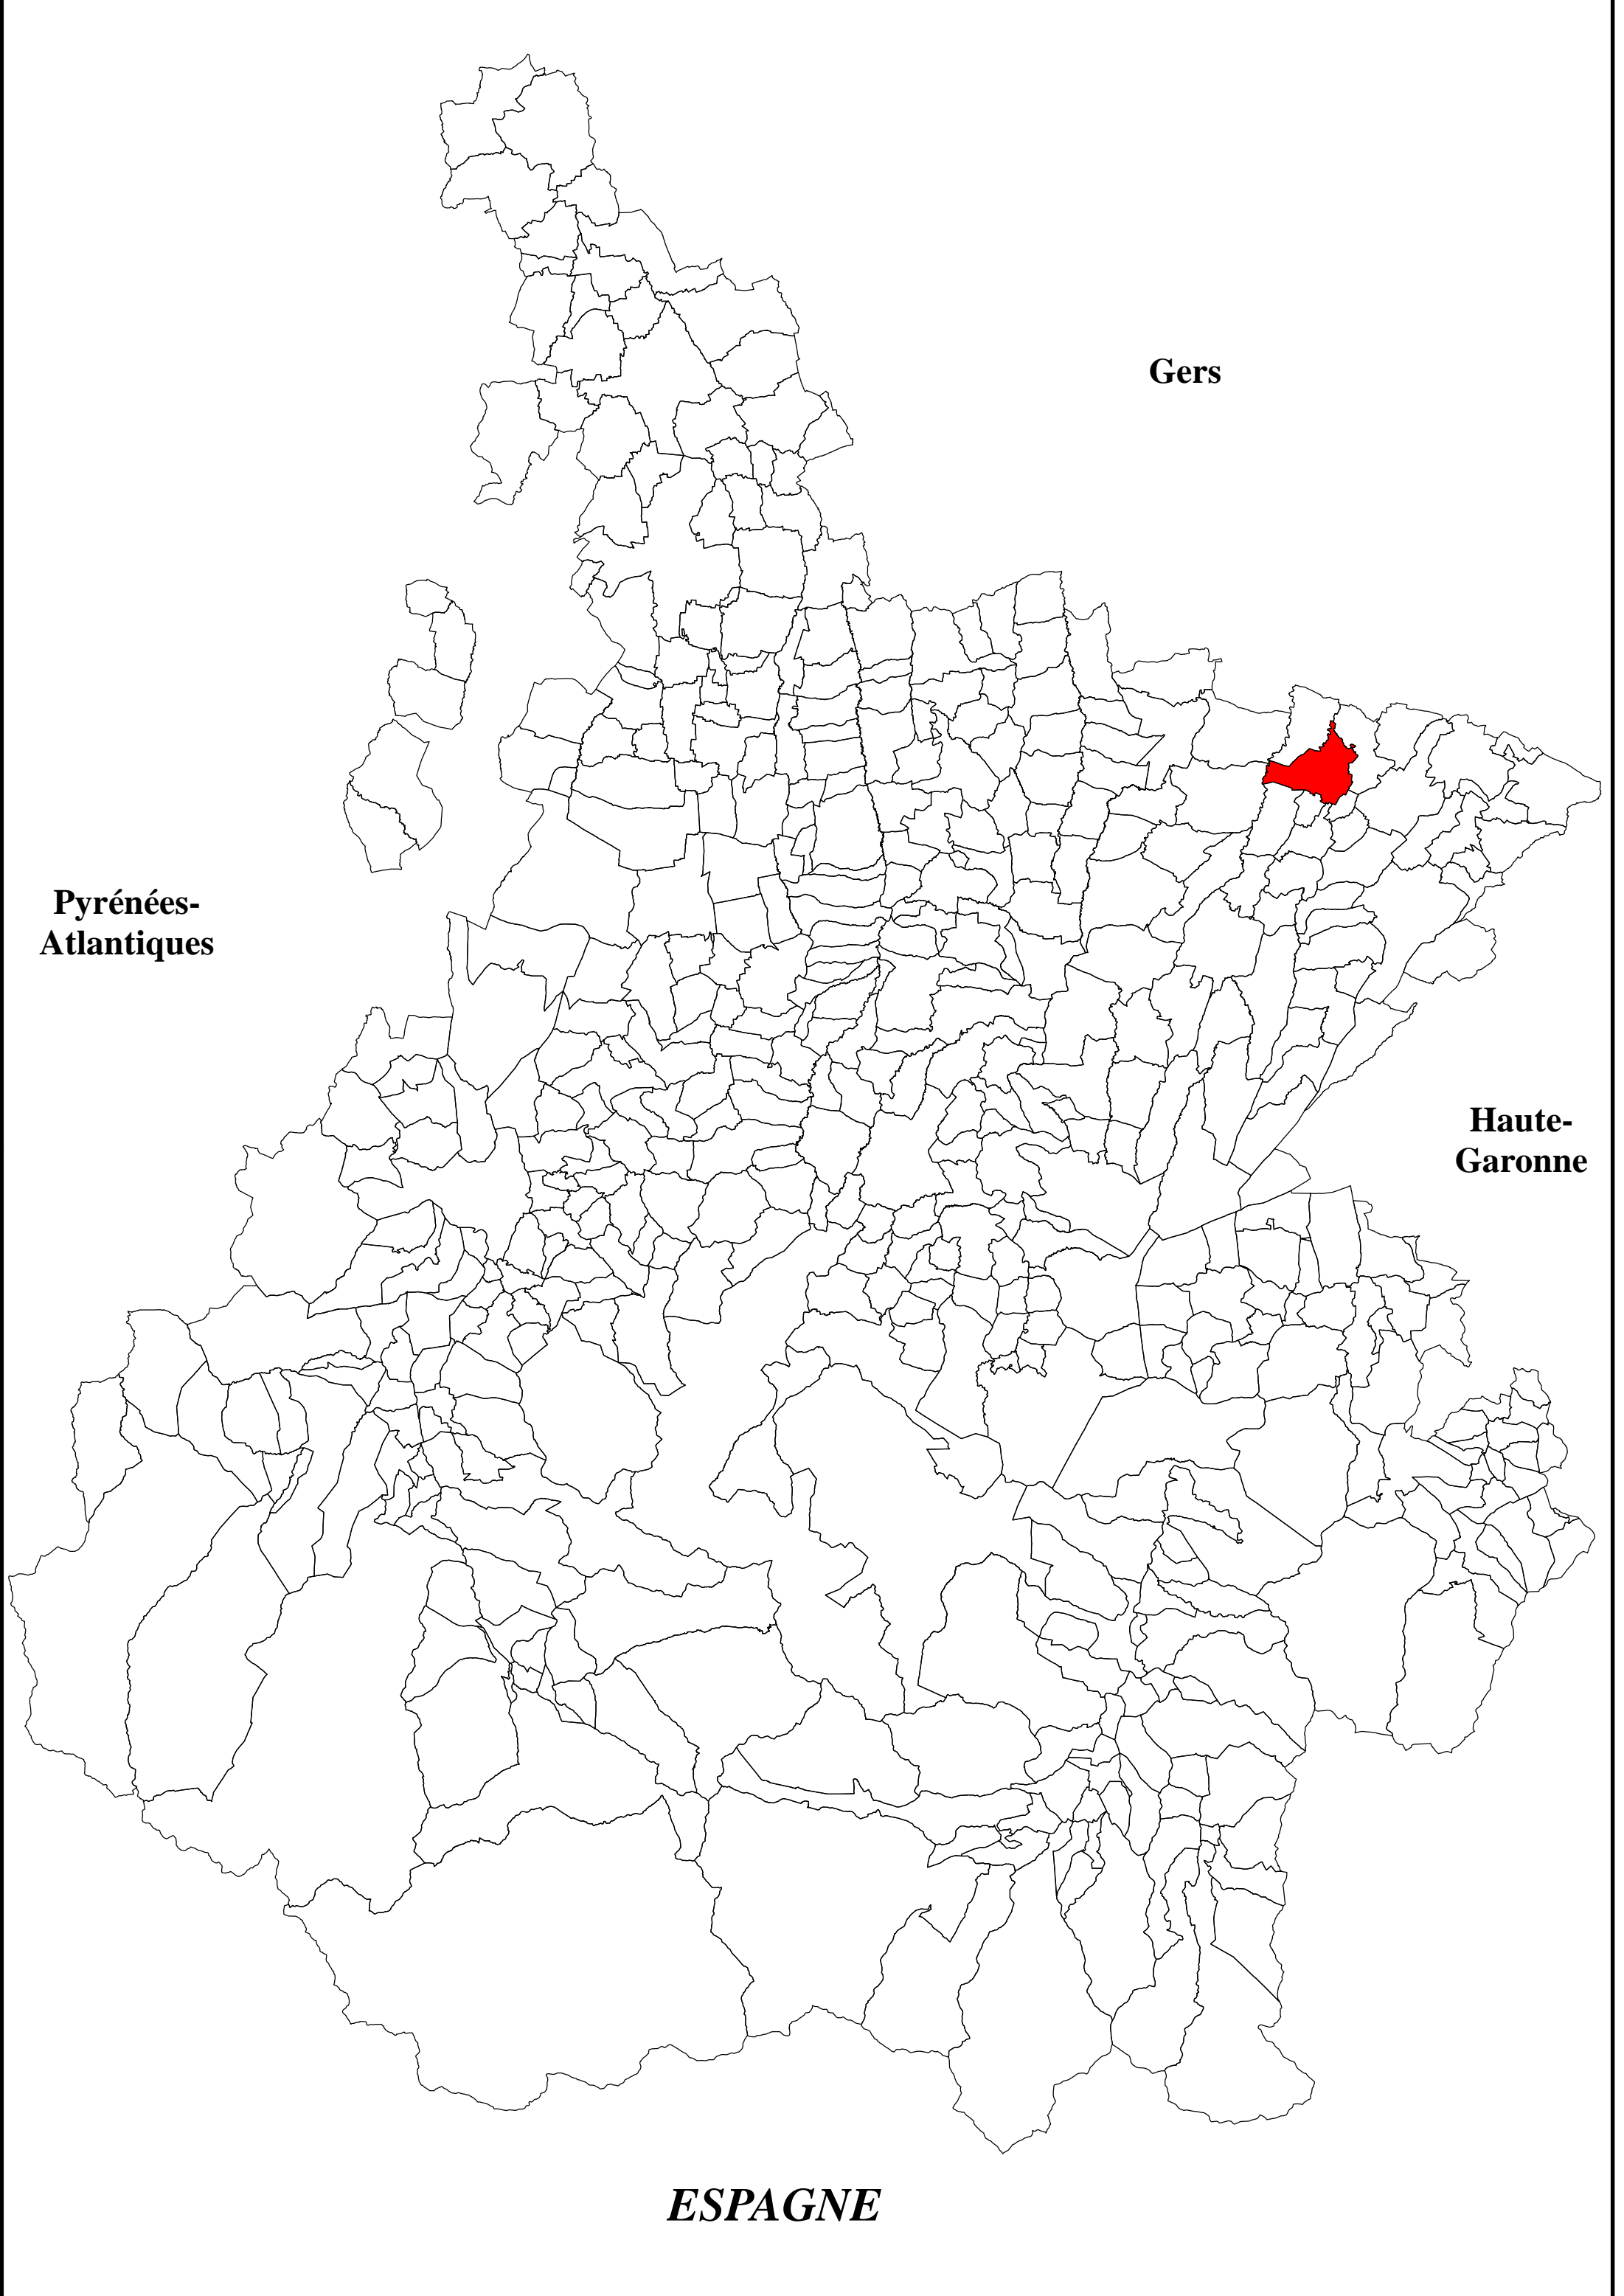 Gers
Pyrénées-
Atlantiques
Haute-
Garonne
ESPAGNE